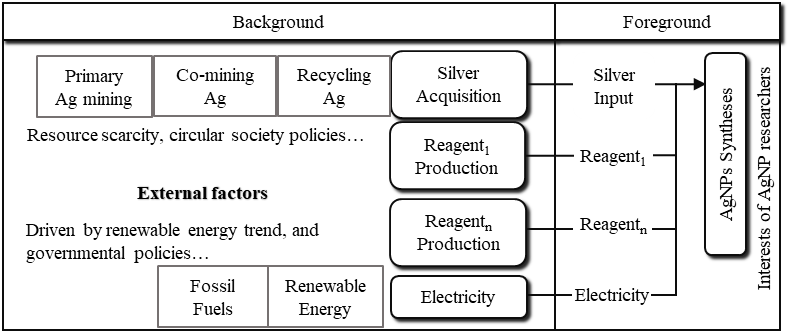 Background
Foreground
Primary
Ag mining
Co-mining
Ag
Recycling
Ag
Silver
Acquisition
Silver
Input
Resource scarcity, circular society policies…
Reagent₁
Production
Reagent₁
External factors
Driven by renewable energy trend, and
governmental policies…
Reagentₙ
Production
Reagentₙ
Fossil
Fuels
Renewable
Energy
Electricity
Electricity
AgNPs Syntheses
Interests of AgNP researchers